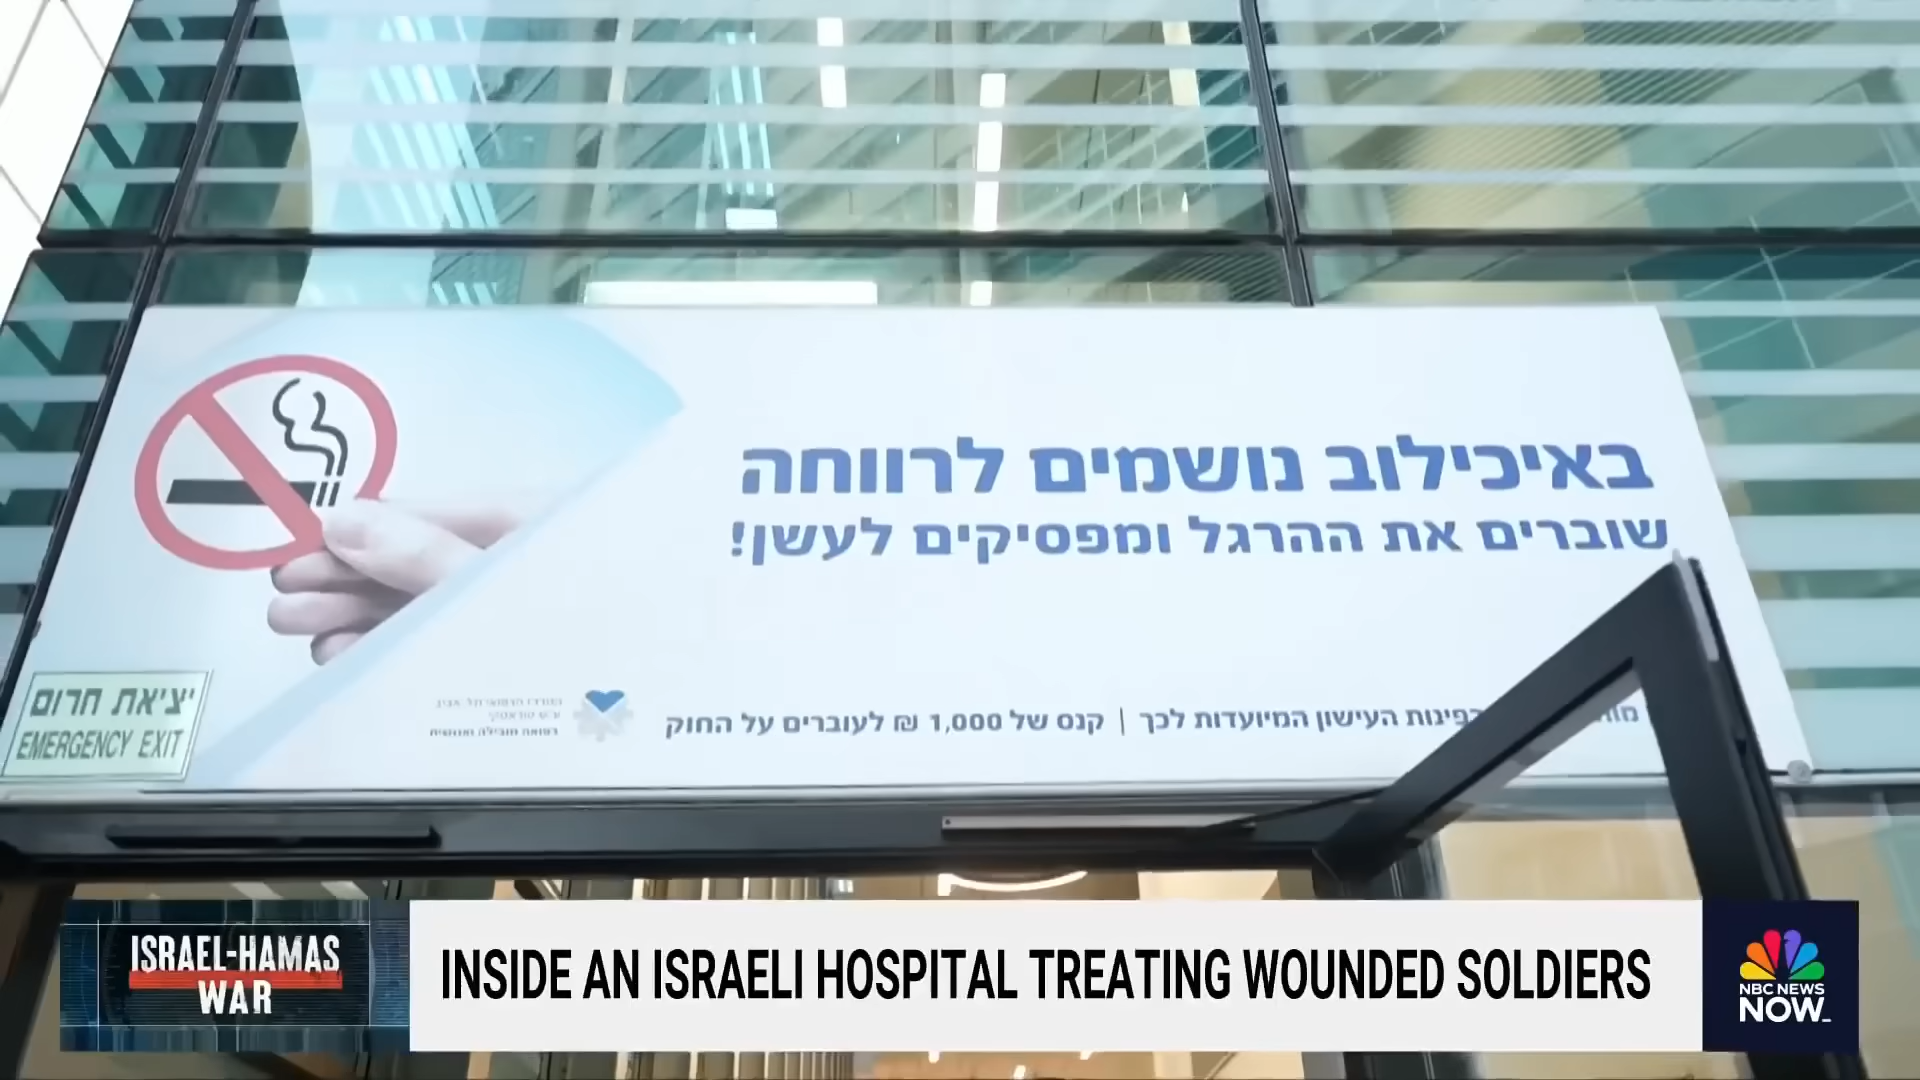 באיכילוב נושמים לרווחה
שוברים את ההרגל ומפסיקים לעשן!
העישון המיועדות לכך | קנס של 1,000 ₪ לעוברים על החוק
יציאת חרום
EMERGENCY EXIT
ISRAEL-HAMAS
WAR
INSIDE AN ISRAELI HOSPITAL TREATING WOUNDED SOLDIERS
NBC NEWS
NOW